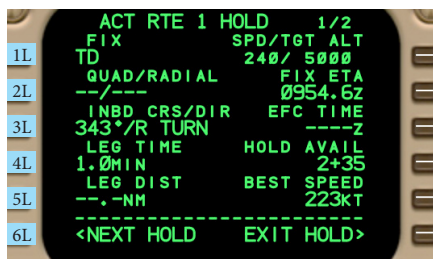 ACT RTE 1 HOLD 1/2
FIX SPD/TGT ALT
1L TD 240/ 5000
QUAD/RADIAL FIX ETA
2L --/--- 0954.6z
INBD CRS/DIR EFC TIME
3L 343°/R TURN ----z
LEG TIME HOLD AVAIL
4L 1.0MIN 2+35
LEG DIST BEST SPEED
5L --.-NM 223KT
------------------------
6L <NEXT HOLD EXIT HOLD>